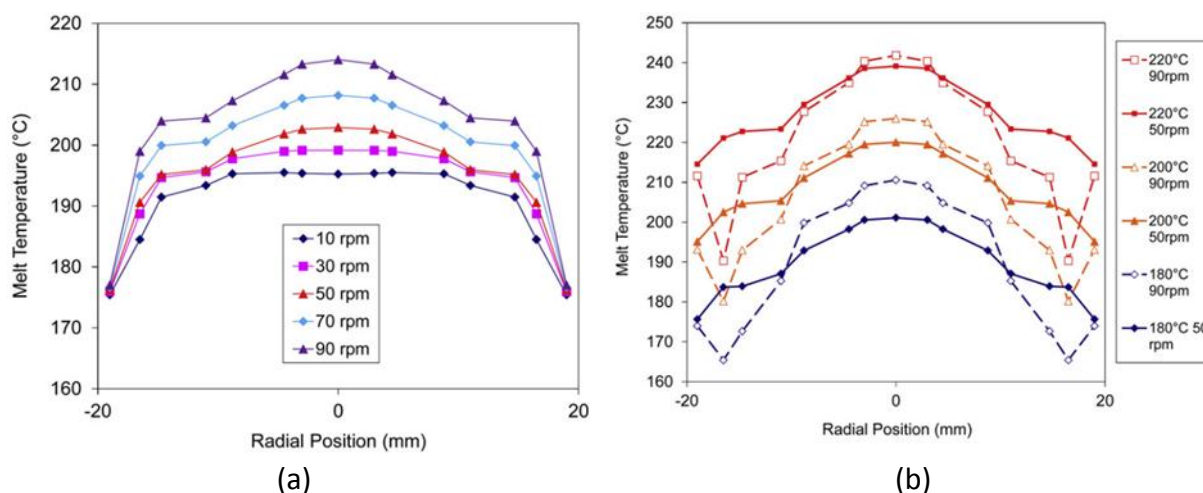 220
210
200
190
180
170
160
Melt Temperature (°C)
10 rpm
30 rpm
50 rpm
70 rpm
90 rpm
-20
0
20
Radial Position (mm)
(a)
250
240
230
220
210
200
190
180
170
160
Melt Temperature (°C)
-20
0
20
Radial Position (mm)
220°C
90rpm
220°C
50rpm
200°C
90rpm
200°C
50rpm
180°C
90rpm
180°C 50
rpm
(b)